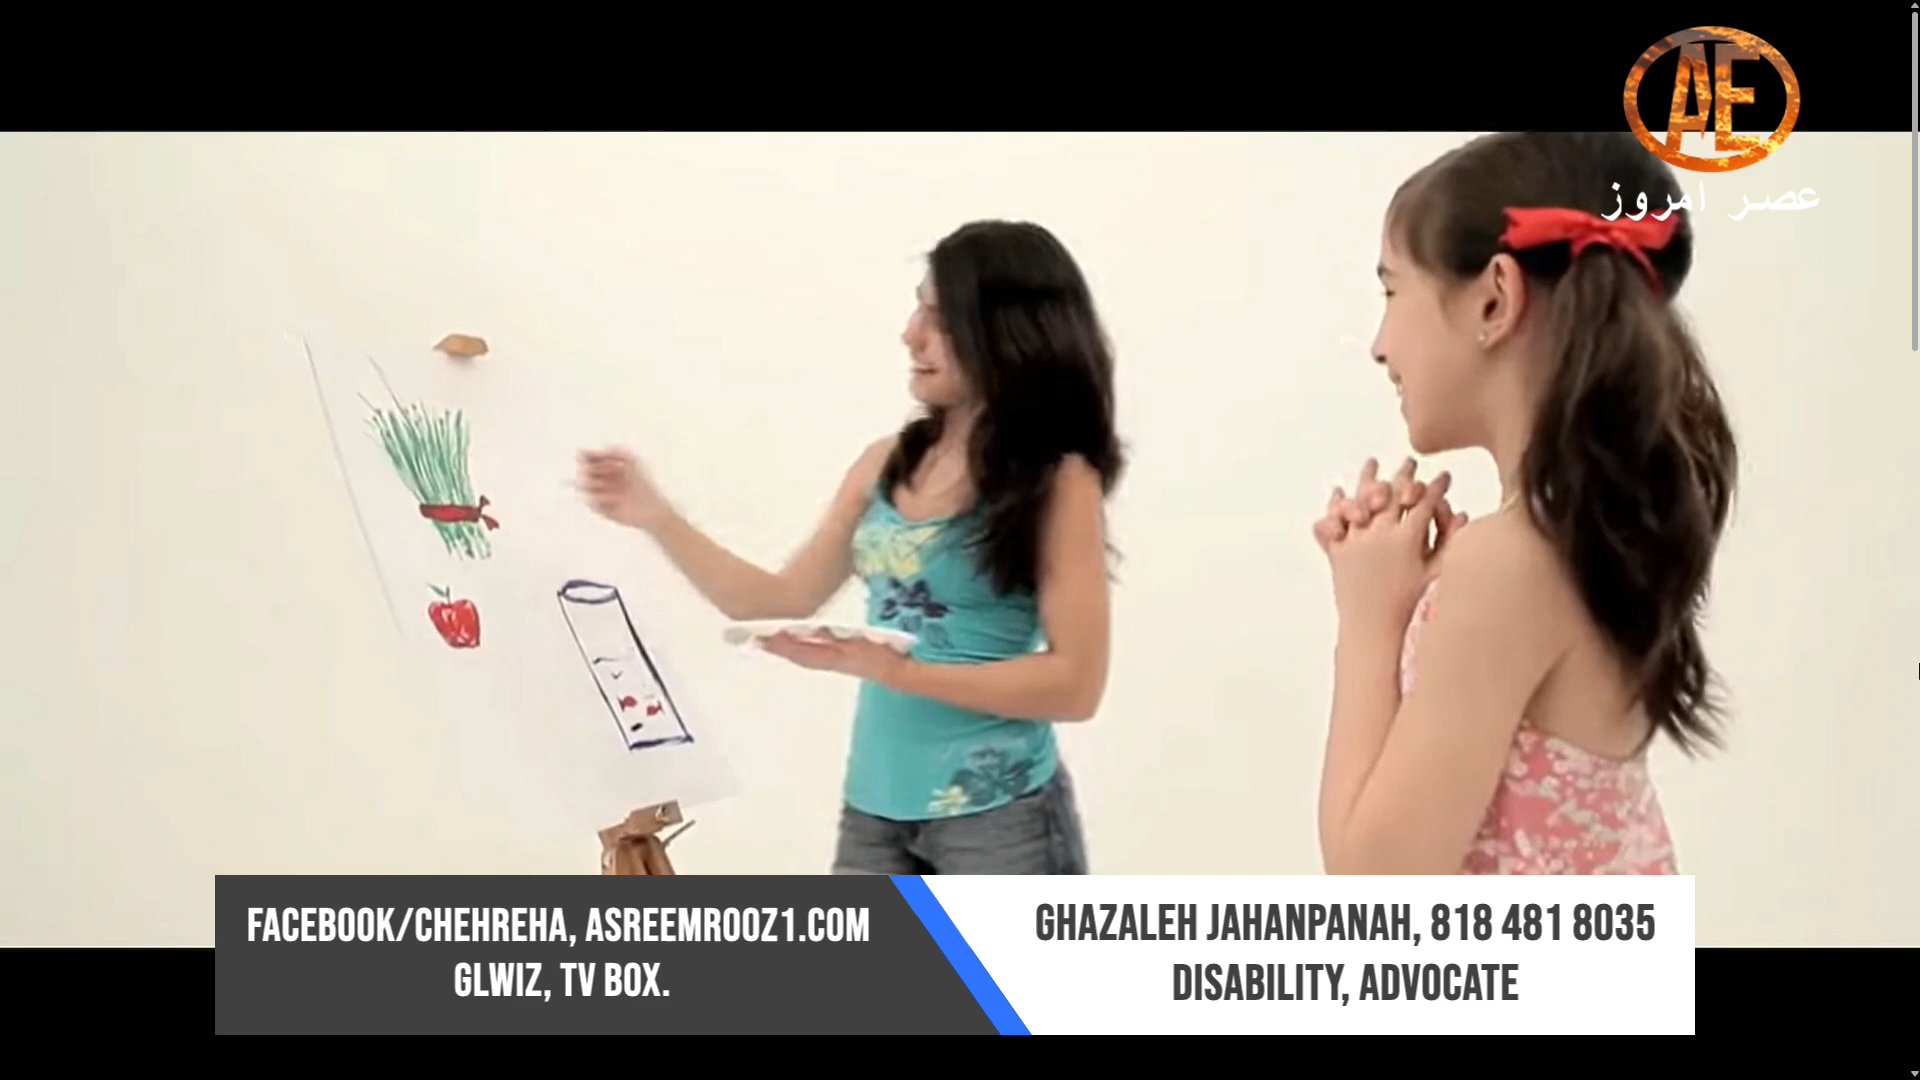 AE
عصر امروز
FACEBOOK/CHEHREHA, ASREEMROOZ1.COM
GLWIZ, TV BOX.
GHAZALEH JAHANPANAH, 818 481 8035
DISABILITY, ADVOCATE